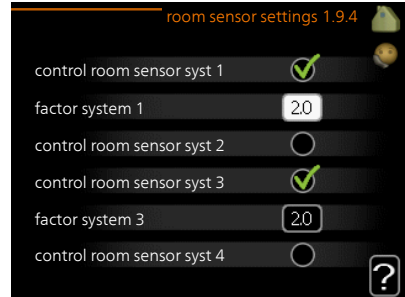 room sensor settings 1.9.4
control room sensor syst 1
factor system 1 2.0
control room sensor syst 2
control room sensor syst 3
factor system 3 2.0
control room sensor syst 4
?